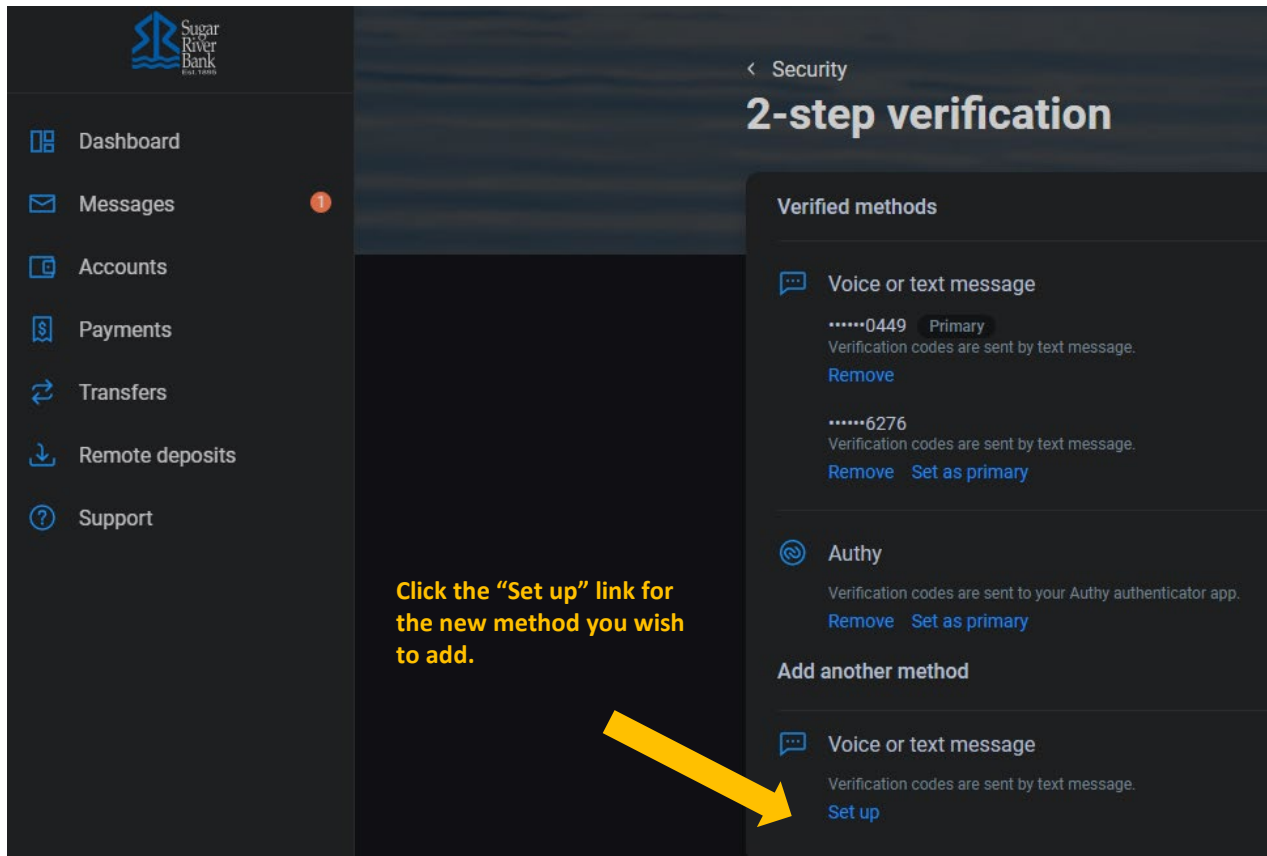 Sugar
River
Bank
Est. 1895
Dashboard
Messages
1
Accounts
Payments
Transfers
Remote deposits
Support
‹ Security
2-step verification
Verified methods
Voice or text message
••••••0449 Primary
Verification codes are sent by text message.
Remove
••••••6276
Verification codes are sent by text message.
Remove Set as primary
Authy
Verification codes are sent to your Authy authenticator app.
Remove Set as primary
Click the “Set up” link for
the new method you wish
to add.
Add another method
Voice or text message
Verification codes are sent by text message.
Set up